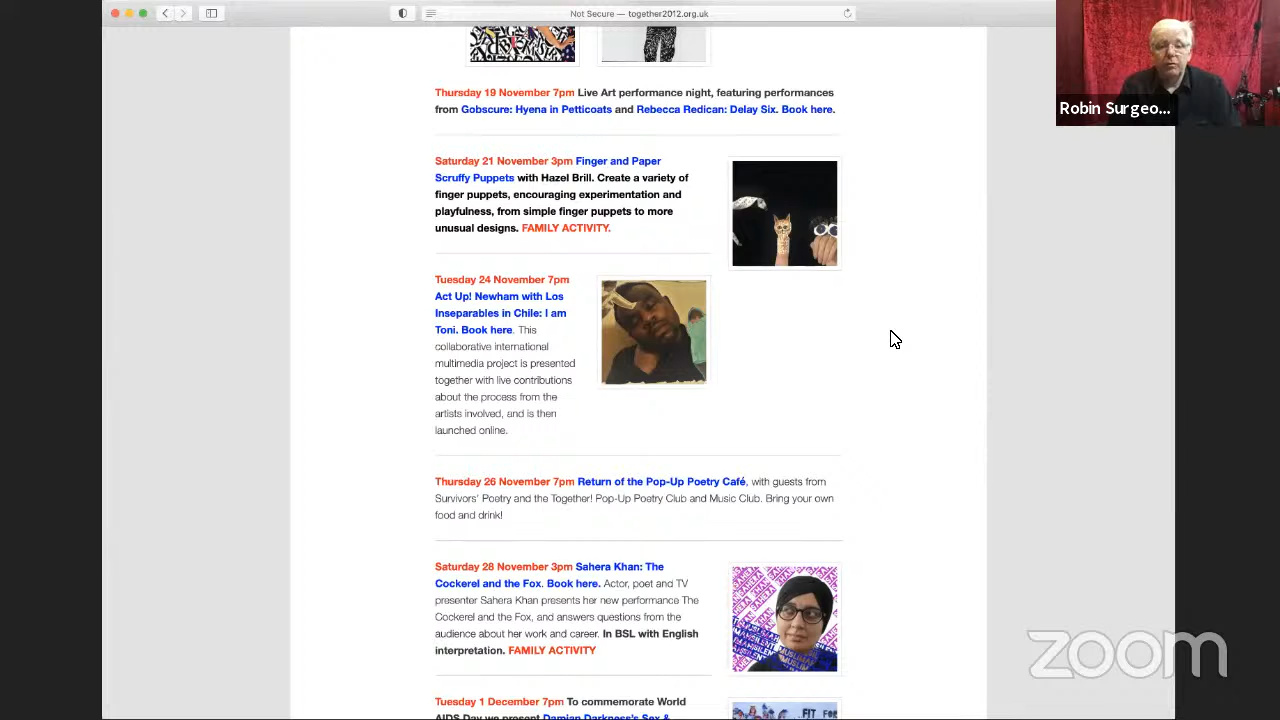 Not Secure — together2012.org.uk
Robin Surgeo...
Thursday 19 November 7pm Live Art performance night, featuring performances
from Gobscure: Hyena in Petticoats and Rebecca Redican: Delay Six. Book here.
Saturday 21 November 3pm Finger and Paper
Scruffy Puppets with Hazel Brill. Create a variety of
finger puppets, encouraging experimentation and
playfulness, from simple finger puppets to more
unusual designs. FAMILY ACTIVITY.
Tuesday 24 November 7pm
Act Up! Newham with Los
Inseparables in Chile: I am
Toni. Book here. This
collaborative international
multimedia project is presented
together with live contributions
about the process from the
artists involved, and is then
launched online.
Thursday 26 November 7pm Return of the Pop-Up Poetry Café, with guests from
Survivors' Poetry and the Together! Pop-Up Poetry Club and Music Club. Bring your own
food and drink!
Saturday 28 November 3pm Sahera Khan: The
Cockerel and the Fox. Book here. Actor, poet and TV
presenter Sahera Khan presents her new performance The
Cockerel and the Fox, and answers questions from the
audience about her work and career. In BSL with English
interpretation. FAMILY ACTIVITY
Tuesday 1 December 7pm To commemorate World
AIDS Day we present Damian Darkness's Sex &
FIT FOR
zoom